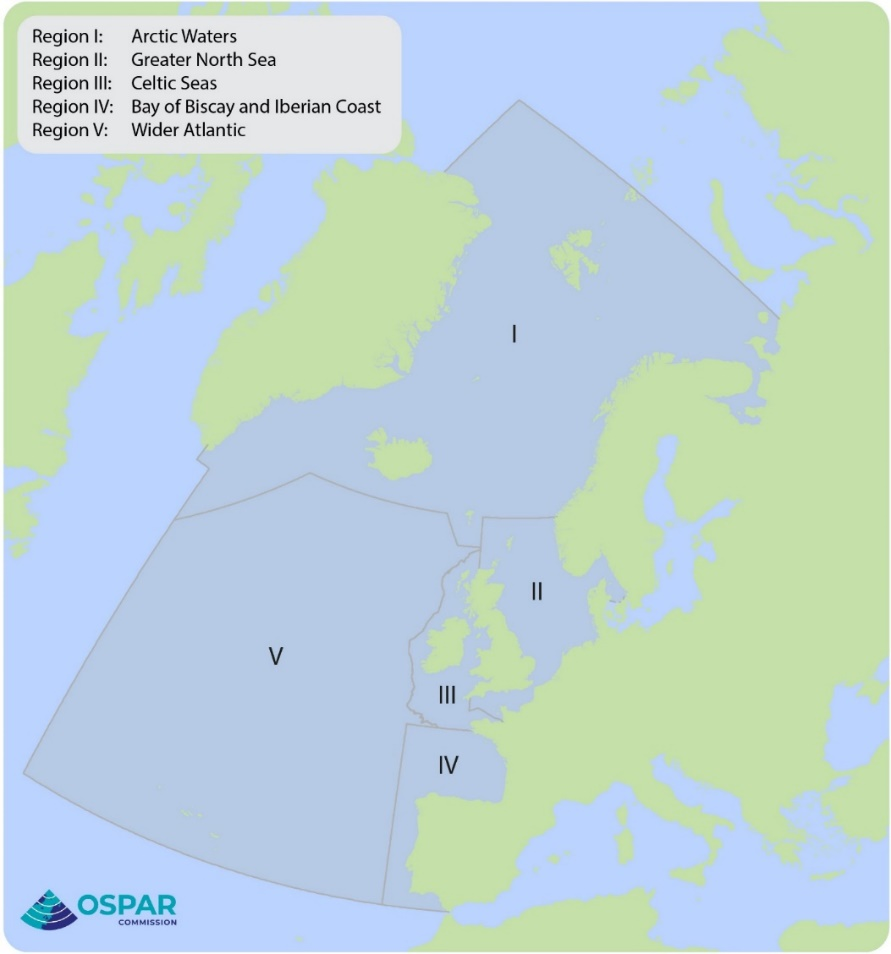 Region I: Arctic Waters
Region II: Greater North Sea
Region III: Celtic Seas
Region IV: Bay of Biscay and Iberian Coast
Region V: Wider Atlantic
I
II
V
III
IV
OSPAR
COMMISSION